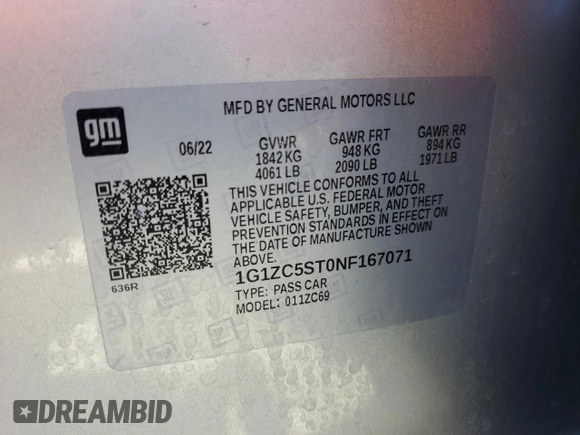 MFD BY GENERAL MOTORS LLC
gm
06/22 GVWR GAWR FRT GAWR RR
1842 KG 948 KG 894 KG
4061 LB 2090 LB 1971 LB
THIS VEHICLE CONFORMS TO ALL
APPLICABLE U.S. FEDERAL MOTOR
VEHICLE SAFETY, BUMPER, AND THEFT
PREVENTION STANDARDS IN EFFECT ON
THE DATE OF MANUFACTURE SHOWN
ABOVE.
1G1ZC5ST0NF167071
636R
TYPE: PASS CAR
MODEL: 011ZC69
DREAMBID